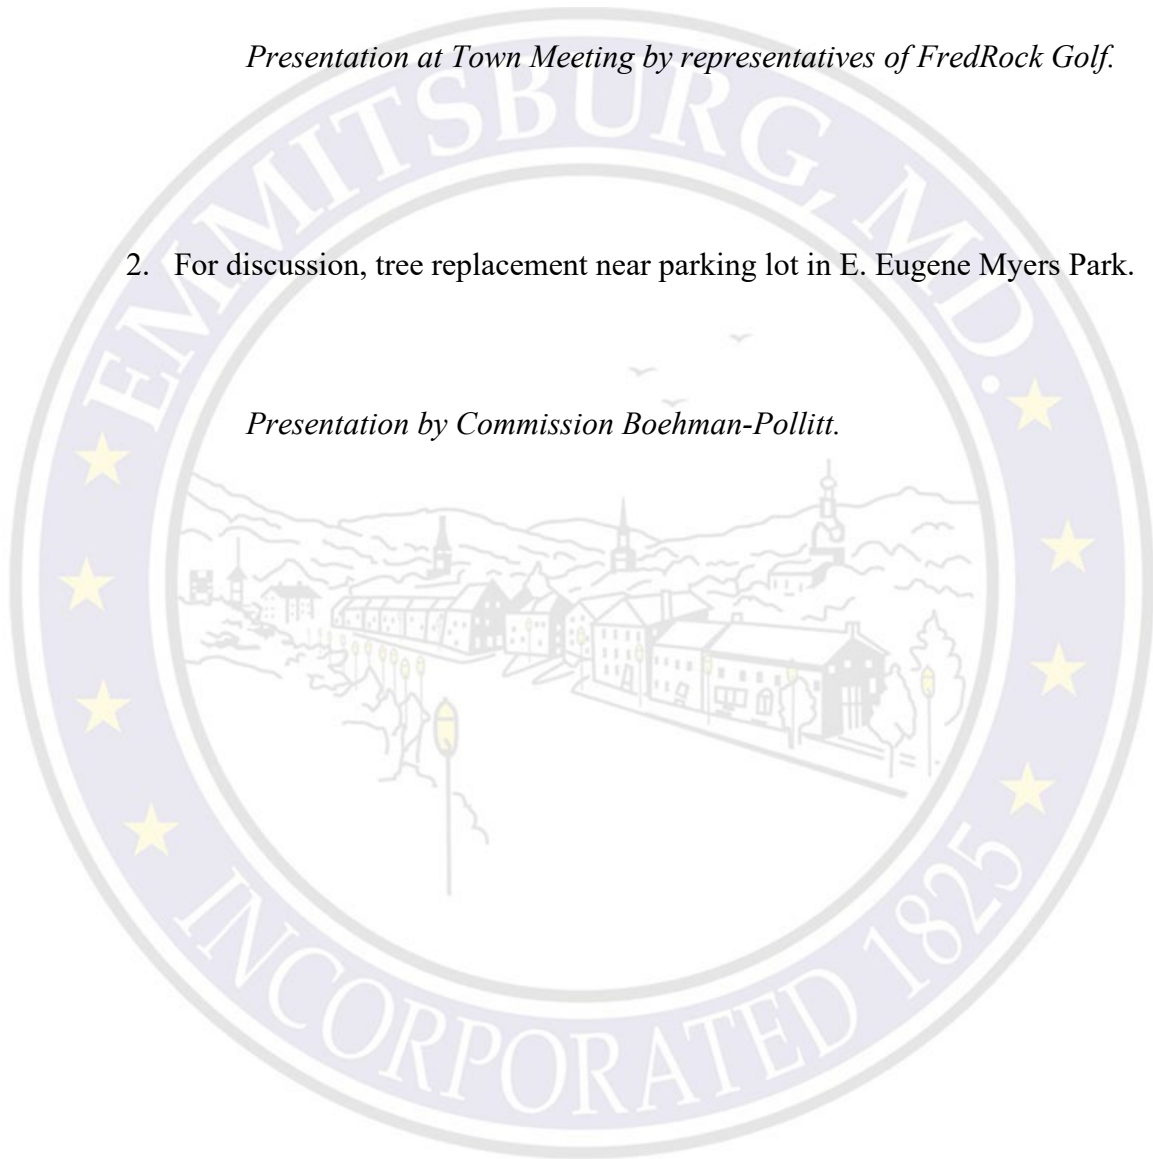 Presentation at Town Meeting by representatives of FredRock Golf.
EMMITSBURG, MD.
2. For discussion, tree replacement near parking lot in E. Eugene Myers Park.
Presentation by Commission Boehman-Pollitt.
INCORPORATED 1825